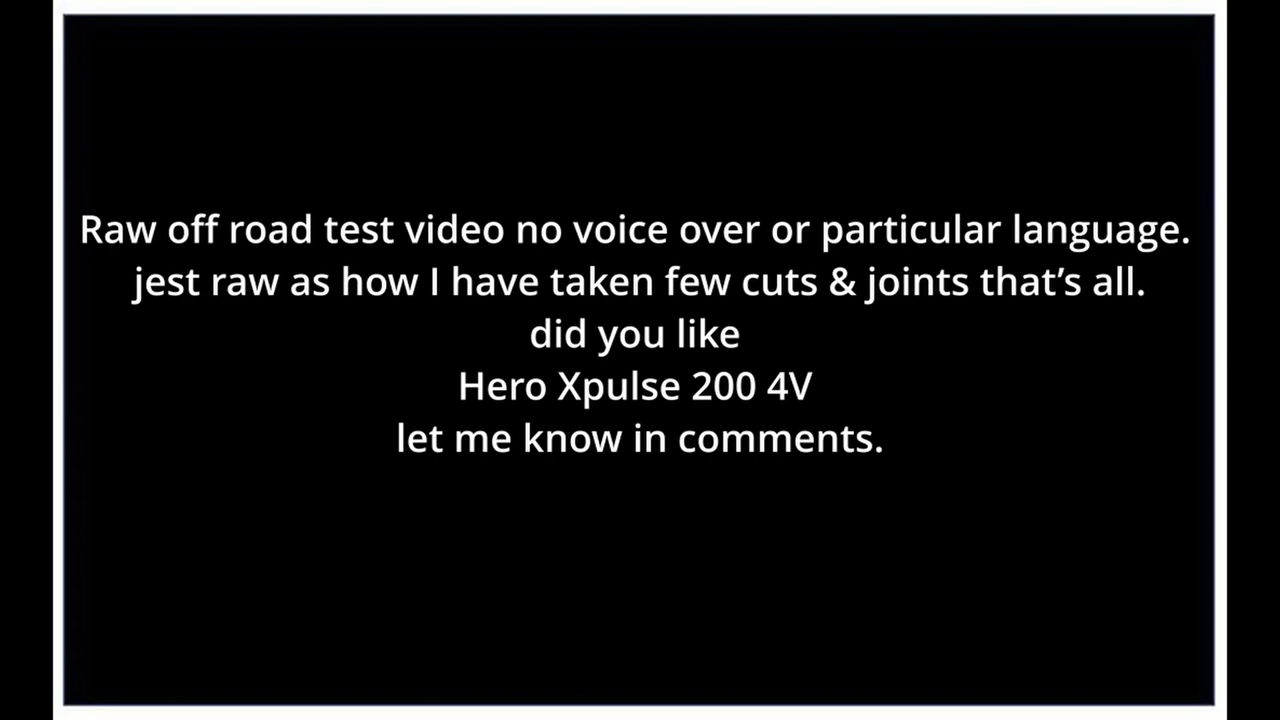 Raw off road test video no voice over or particular language.
jest raw as how I have taken few cuts & joints that’s all.
did you like
Hero Xpulse 200 4V
let me know in comments.